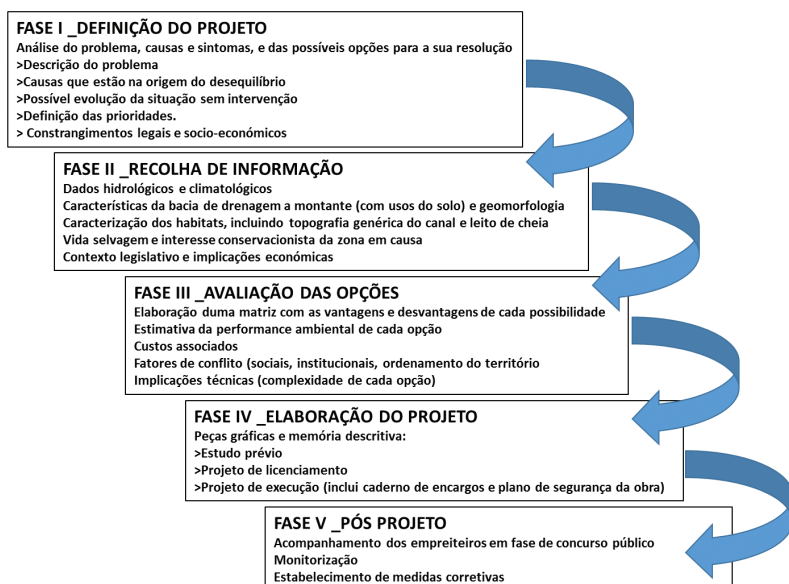 FASE I _DEFINIÇÃO DO PROJETO
Análise do problema, causas e sintomas, e das possíveis opções para a sua resolução
>Descrição do problema
>Causas que estão na origem do desequilíbrio
>Possível evolução da situação sem intervenção
>Definição das prioridades.
> Constrangimentos legais e socio-económicos
FASE II _RECOLHA DE INFORMAÇÃO
Dados hidrológicos e climatológicos
Características da bacia de drenagem a montante (com usos do solo) e geomorfologia
Caracterização dos habitats, incluindo topografia genérica do canal e leito de cheia
Vida selvagem e interesse conservacionista da zona em causa
Contexto legislativo e implicações económicas
FASE III _AVALIAÇÃO DAS OPÇÕES
Elaboração duma matriz com as vantagens e desvantagens de cada possibilidade
Estimativa da performance ambiental de cada opção
Custos associados
Fatores de conflito (sociais, institucionais, ordenamento do território
Implicações técnicas (complexidade de cada opção)
FASE IV _ELABORAÇÃO DO PROJETO
Peças gráficas e memória descritiva:
>Estudo prévio
>Projeto de licenciamento
>Projeto de execução (inclui caderno de encargos e plano de segurança da obra)
FASE V _PÓS PROJETO
Acompanhamento dos empreiteiros em fase de concurso público
Monitorização
Estabelecimento de medidas corretivas